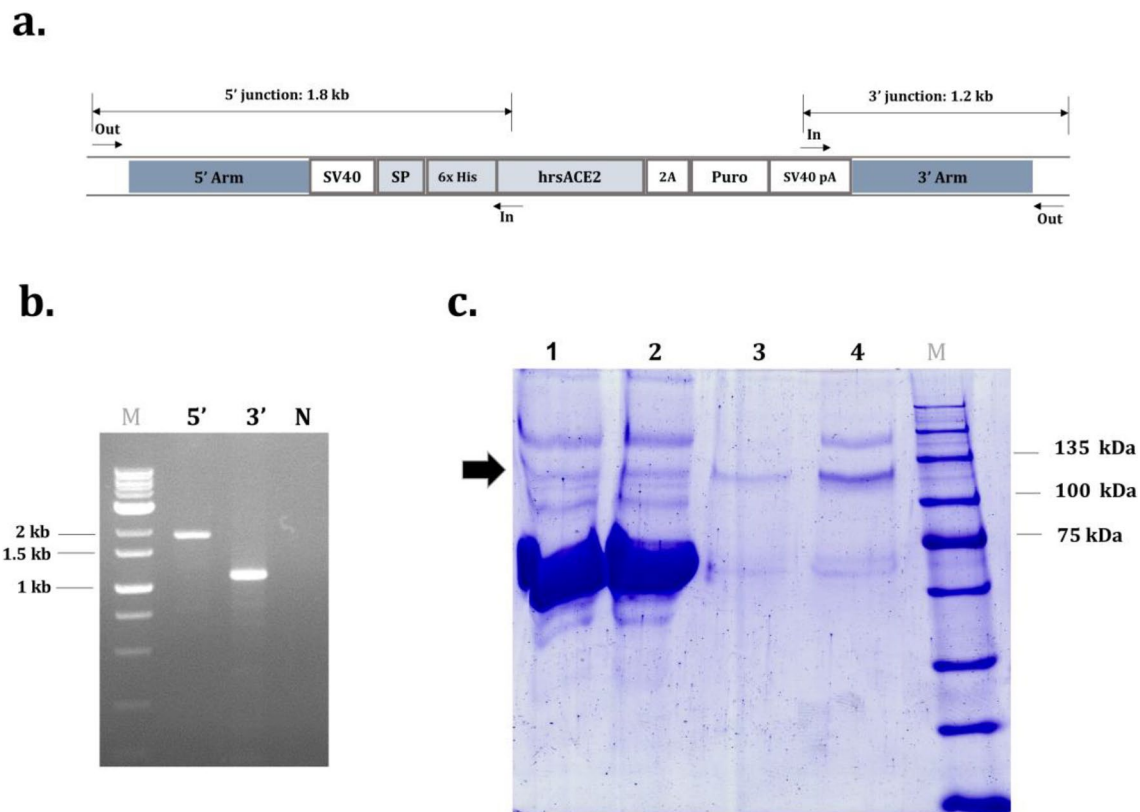 a.
5’ junction: 1.8 kb
3’ junction: 1.2 kb
Out
In
5’ Arm SV40 SP 6x His hrsACE2 2A Puro SV40 pA 3’ Arm
In
Out
b.
M 5’ 3’ N
2 kb
1.5 kb
1 kb
c.
1 2 3 4 M
135 kDa
100 kDa
75 kDa